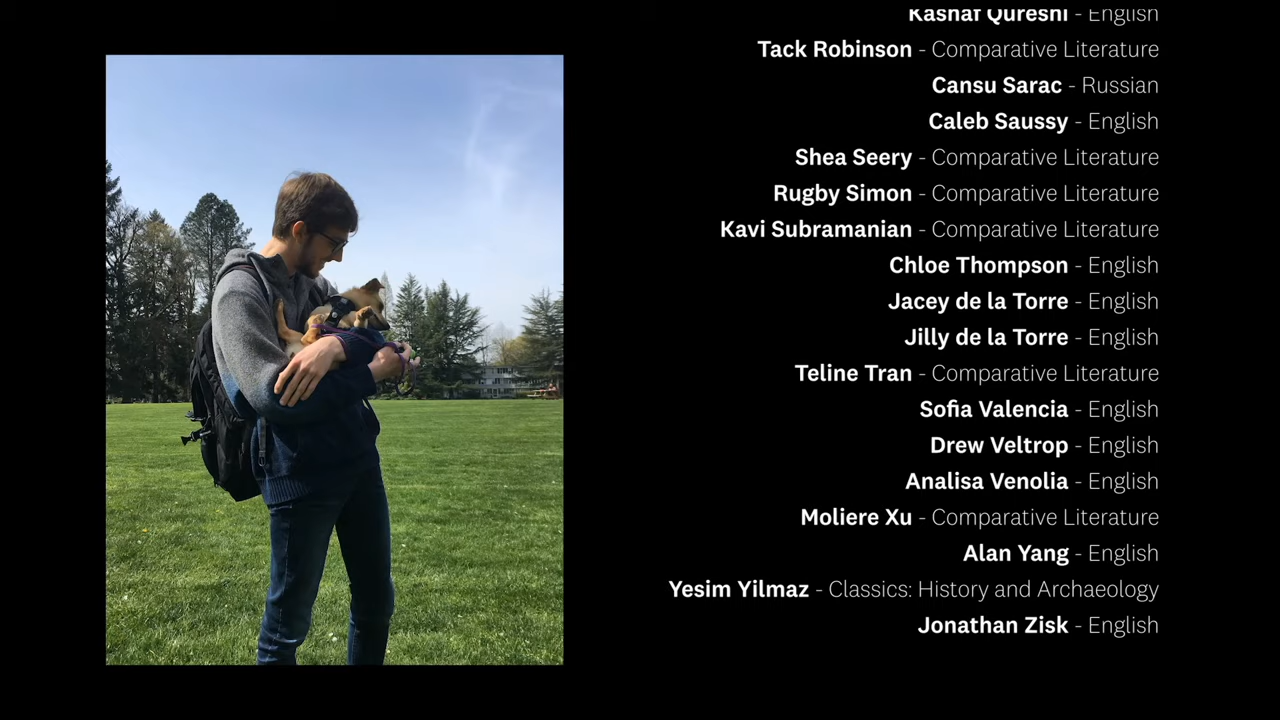 Kashaf Qureshi - English
Tack Robinson - Comparative Literature
Cansu Sarac - Russian
Caleb Saussy - English
Shea Seery - Comparative Literature
Rugby Simon - Comparative Literature
Kavi Subramanian - Comparative Literature
Chloe Thompson - English
Jacey de la Torre - English
Jilly de la Torre - English
Teline Tran - Comparative Literature
Sofia Valencia - English
Drew Veltrop - English
Analisa Venolia - English
Moliere Xu - Comparative Literature
Alan Yang - English
Yesim Yilmaz - Classics: History and Archaeology
Jonathan Zisk - English